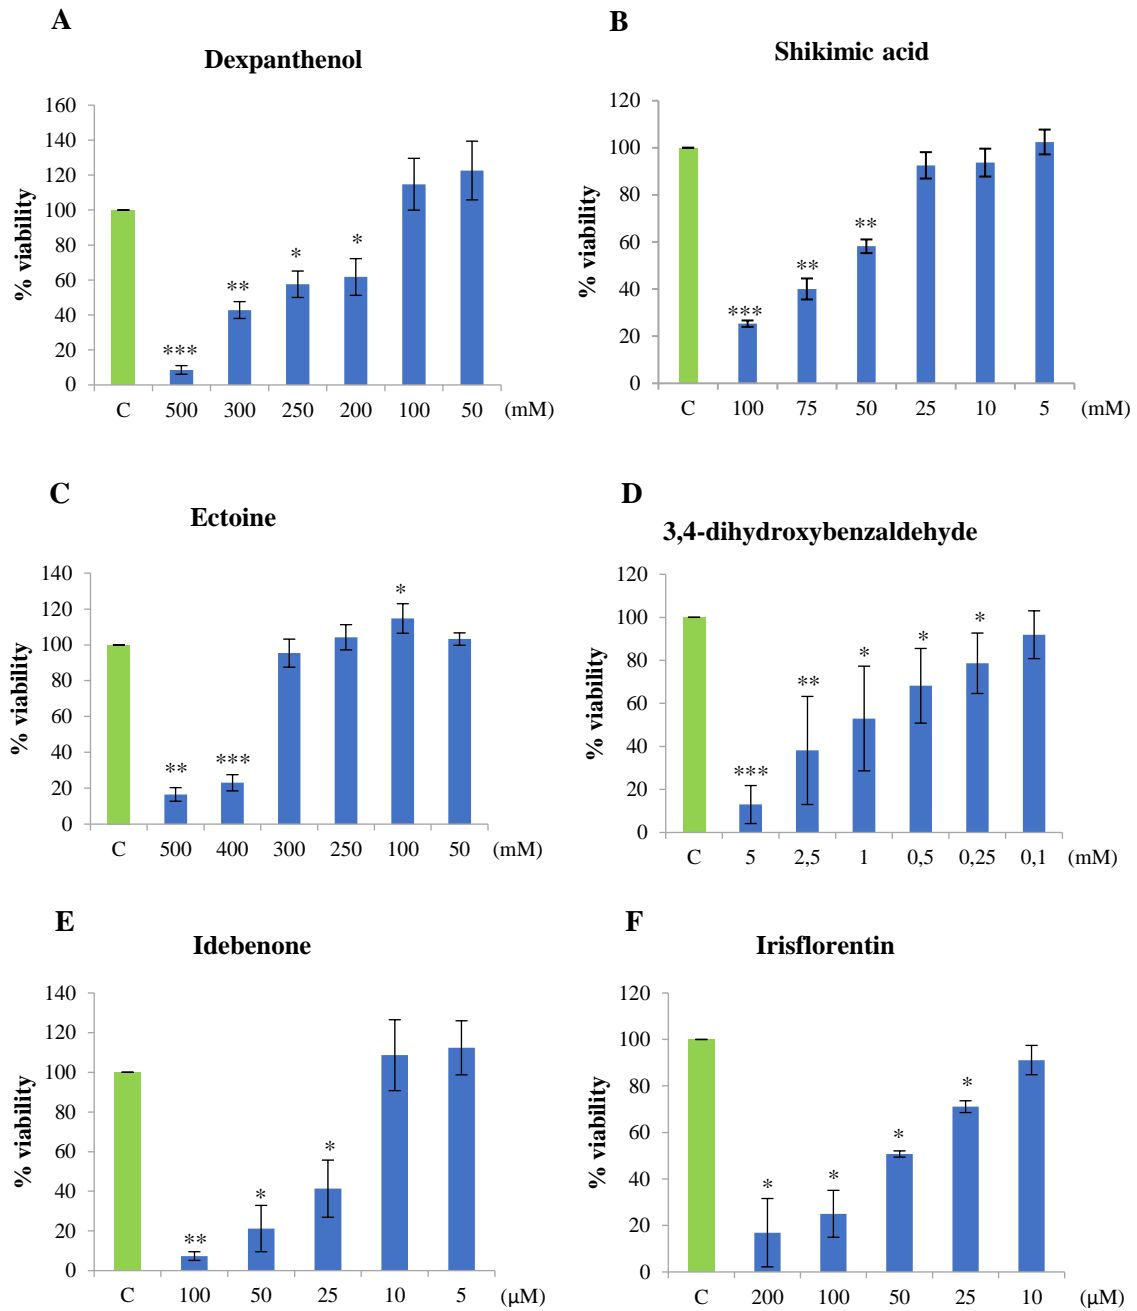 A
Dexpanthenol
% viability
160
140
120
100
80
60
40
20
0
***
**
*
*
C 500 300 250 200 100 50 (mM)
B
Shikimic acid
% viability
120
100
80
60
40
20
0
***
**
**
C 100 75 50 25 10 5 (mM)
C
Ectoine
% viability
140
120
100
80
60
40
20
0
**
***
*
C 500 400 300 250 100 50 (mM)
D
3,4-dihydroxybenzaldehyde
% viability
120
100
80
60
40
20
0
***
**
*
*
*
C 5 2,5 1 0,5 0,25 0,1 (mM)
E
Idebenone
% viability
140
120
100
80
60
40
20
0
**
*
*
C 100 50 25 10 5 (μM)
F
Irisflorentin
% viability
120
100
80
60
40
20
0
*
*
*
*
C 200 100 50 25 10 (μM)